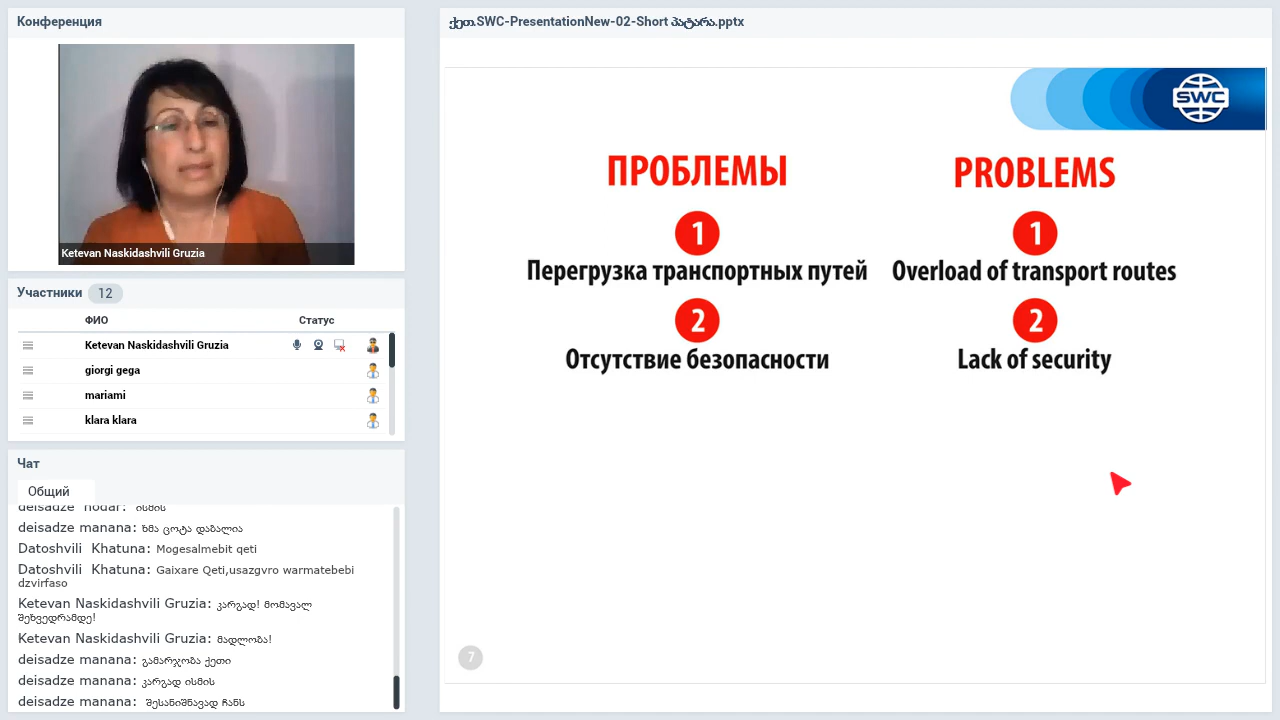 Конференция
Ketevan Naskidashvili Gruzia
Участники 12
ФИО Статус
Ketevan Naskidashvili Gruzia
giorgi gega
mariami
klara klara
Чат
Общий
deisadze nodar: ისმის
deisadze manana: ხმა ცოტა დაბალია
Datoshvili Khatuna: Mogesalmebit qeti
Datoshvili Khatuna: Gaixare Qeti,usazgvro warmatebebi
dzvirfaso
Ketevan Naskidashvili Gruzia: კარგად! მომავალ
შეხვედრამდე!
Ketevan Naskidashvili Gruzia: მადლობა!
deisadze manana: გამარჯობა ქეთი
deisadze manana: კარგად ისმის
deisadze manana: შესანიშნავად ჩანს
ქეთ.SWC-PresentationNew-02-Short პატარა.pptx
SWC
ПРОБЛЕМЫ
1
Перегрузка транспортных путей
2
Отсутствие безопасности
PROBLEMS
1
Overload of transport routes
2
Lack of security
7